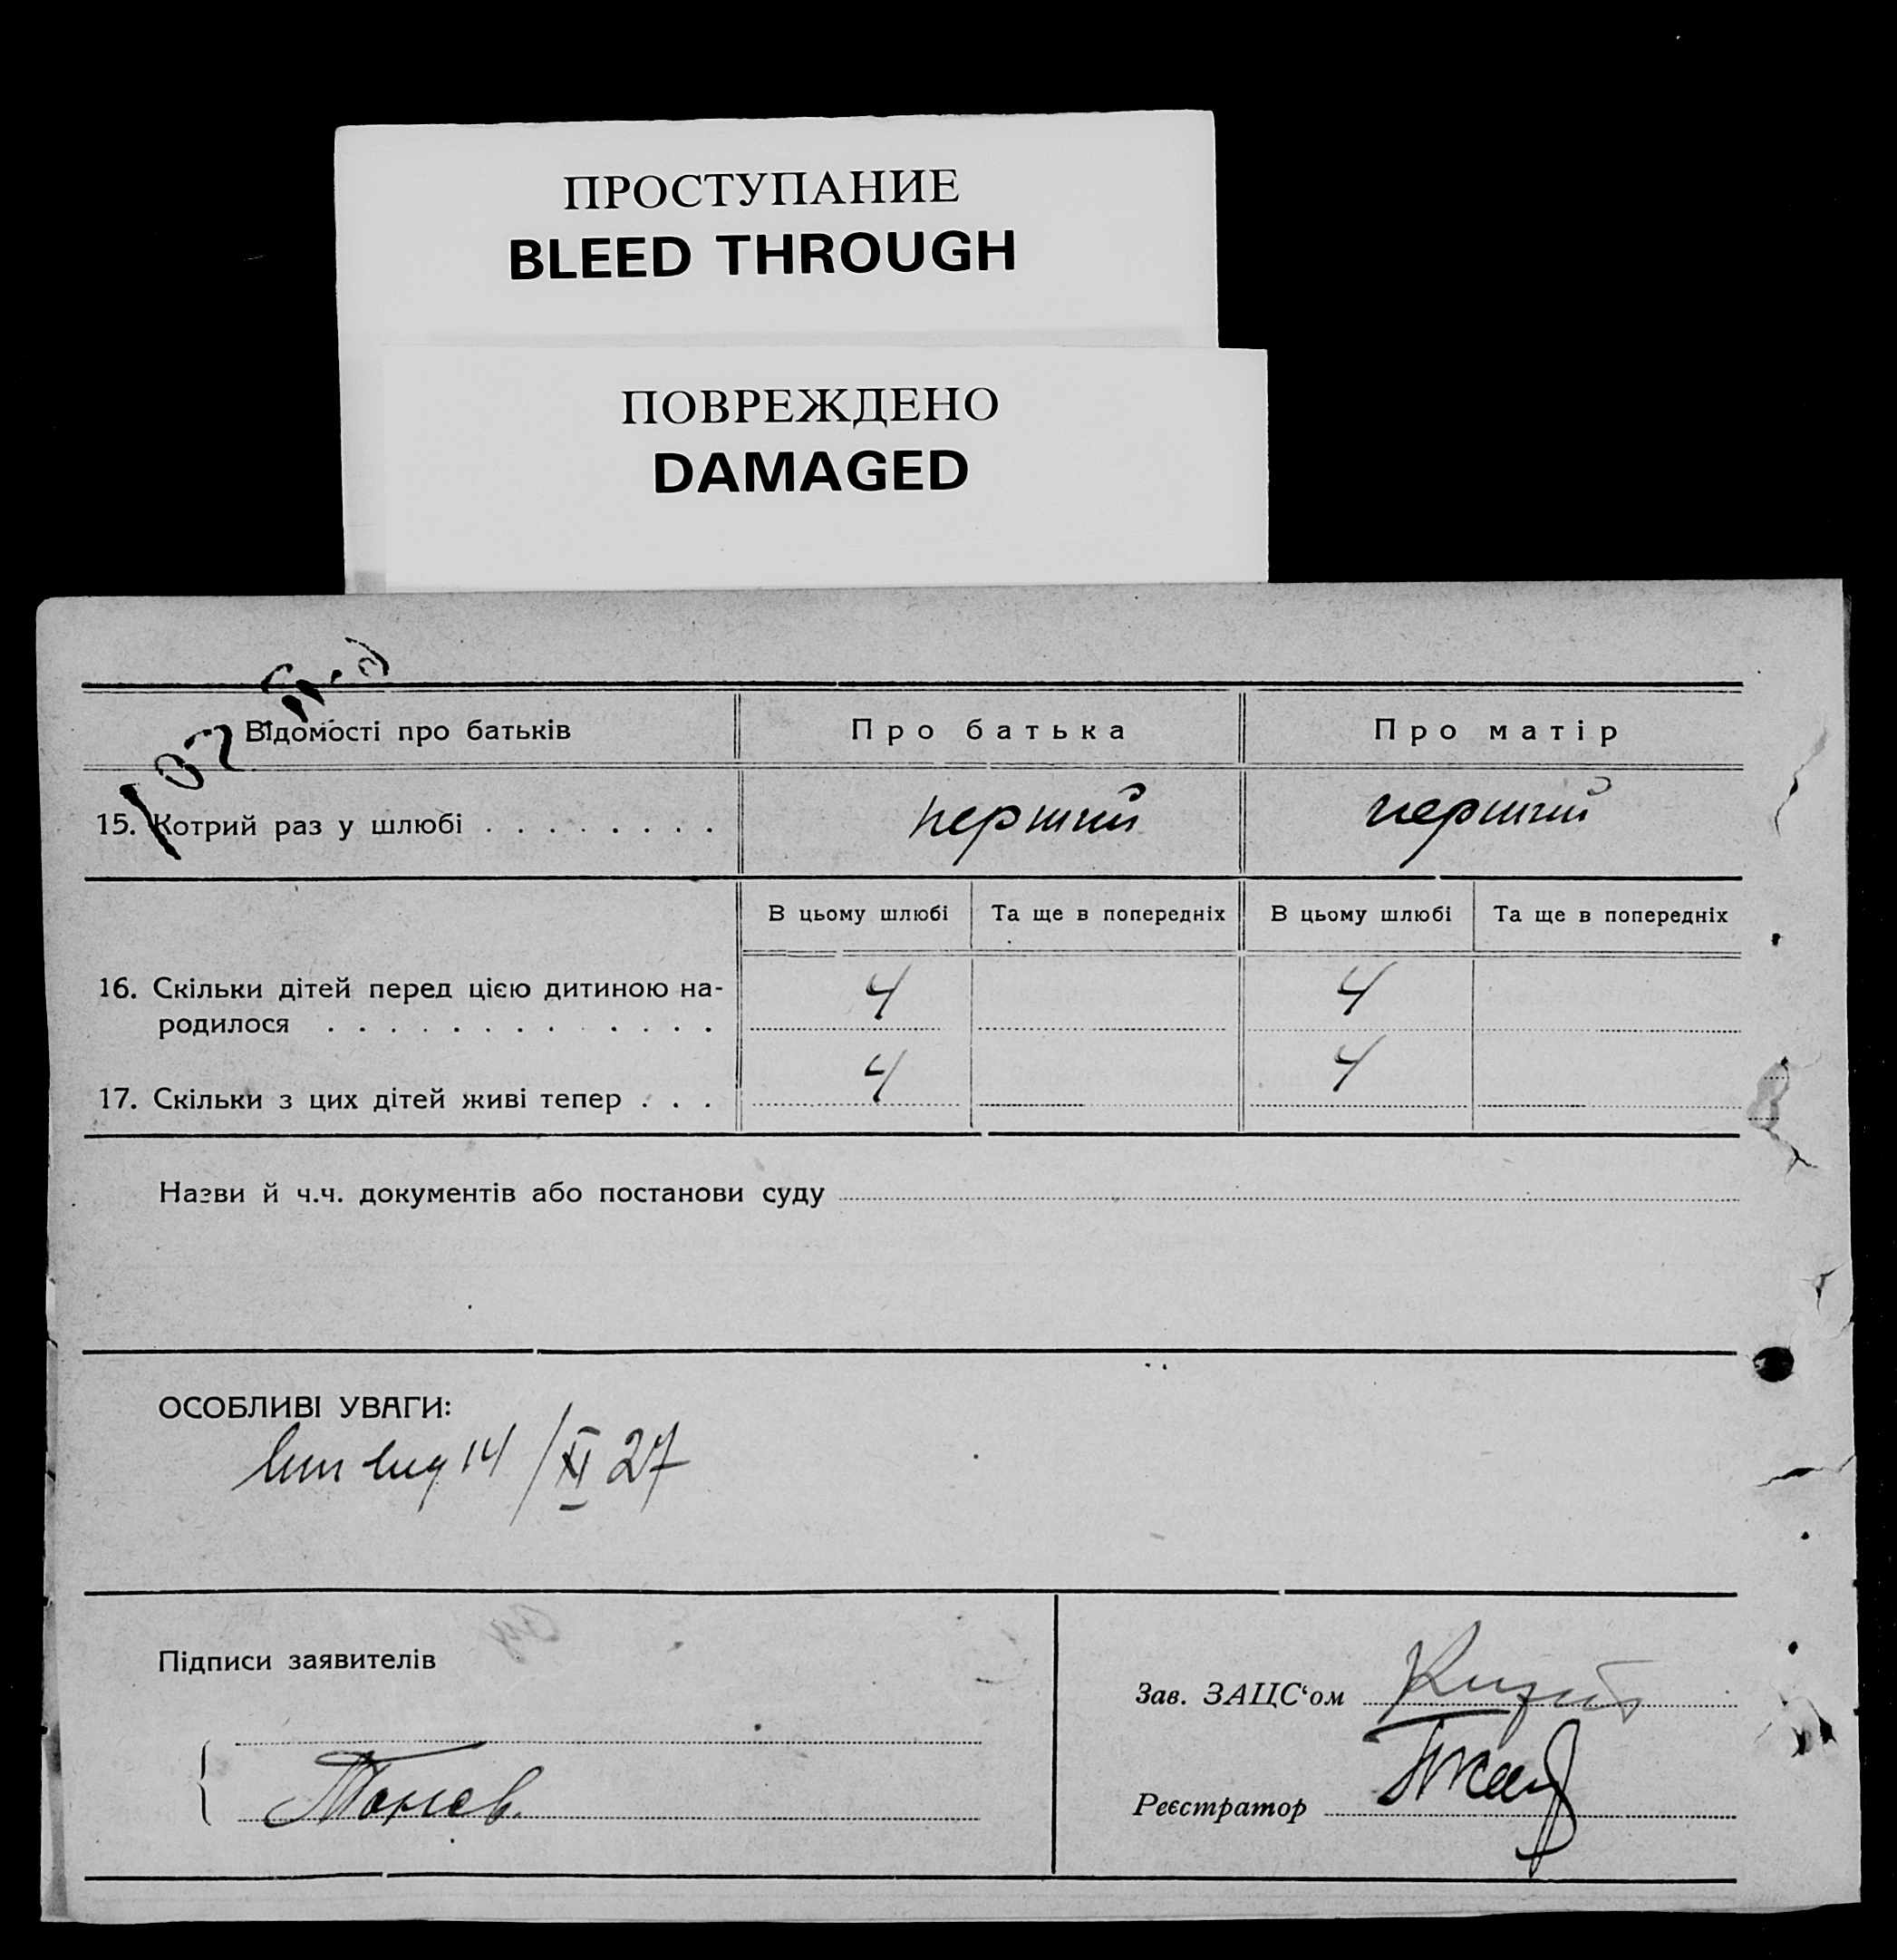 ПРОСТУПАНИЕ
BLEED THROUGH
ПОВРЕЖДЕНО
DAMAGED
Відомості про батьків
Про батька
Про матір
15. Котрий раз у шлюбі . . . . . . . .
перший
перший
В цьому шлюбі
Та ще в попередніх
В цьому шлюбі
Та ще в попередніх
16. Скільки дітей перед цією дитиною на-
родилося . . . . . . . . . . . . .
4
4
17. Скільки з цих дітей живі тепер . . .
4
4
Назви й ч.ч. документів або постанови суду
ОСОБЛИВІ УВАГИ:
14/XI 27
Підписи заявителів
Зав. ЗАЦС‘ом
Реєстратор